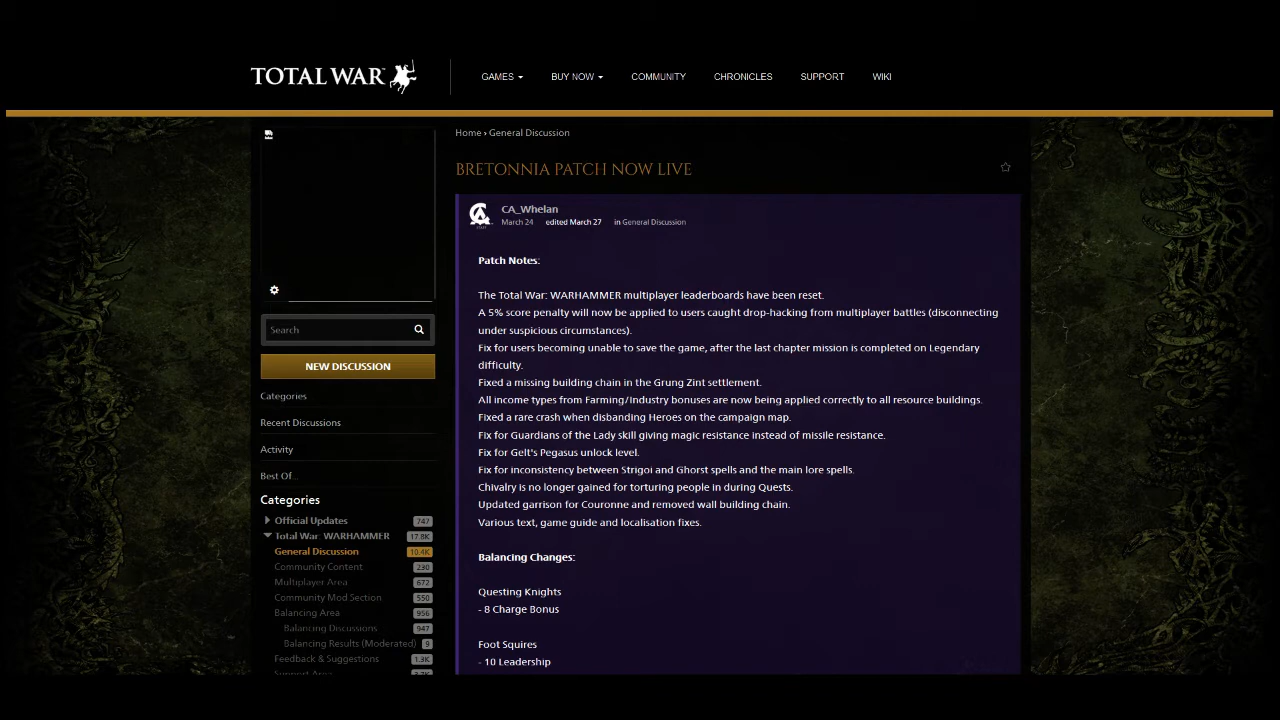 TOTAL WAR
GAMES BUY NOW COMMUNITY CHRONICLES SUPPORT WIKI
Home › General Discussion
BRETONNIA PATCH NOW LIVE
CA_Whelan
March 24 edited March 27 in General Discussion
Patch Notes:
The Total War: WARHAMMER multiplayer leaderboards have been reset.
A 5% score penalty will now be applied to users caught drop-hacking from multiplayer battles (disconnecting
under suspicious circumstances).
Fix for users becoming unable to save the game, after the last chapter mission is completed on Legendary
difficulty.
Fixed a missing building chain in the Grung Zint settlement.
All income types from Farming/Industry bonuses are now being applied correctly to all resource buildings.
Fixed a rare crash when disbanding Heroes on the campaign map.
Fix for Guardians of the Lady skill giving magic resistance instead of missile resistance.
Fix for Gelt's Pegasus unlock level.
Fix for inconsistency between Strigoi and Ghorst spells and the main lore spells.
Chivalry is no longer gained for torturing people in during Quests.
Updated garrison for Couronne and removed wall building chain.
Various text, game guide and localisation fixes.
Balancing Changes:
Questing Knights
- 8 Charge Bonus
Foot Squires
- 10 Leadership
Search
NEW DISCUSSION
Categories
Recent Discussions
Activity
Best Of...
Categories
Official Updates 747
Total War: WARHAMMER 17.8K
General Discussion 10.4K
Community Content 230
Multiplayer Area 672
Community Mod Section 550
Balancing Area 956
Balancing Discussions 947
Balancing Results (Moderated) 9
Feedback & Suggestions 1.3K